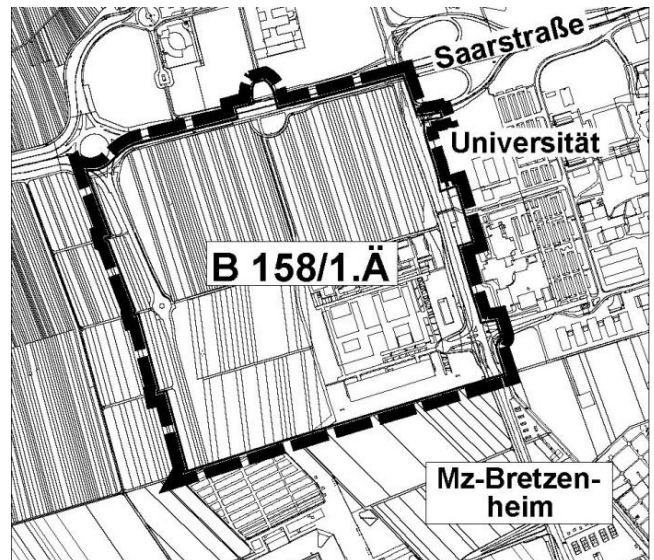 Saarstraße
Universität
B 158/1.Ä
Mz-Bretzen-
heim